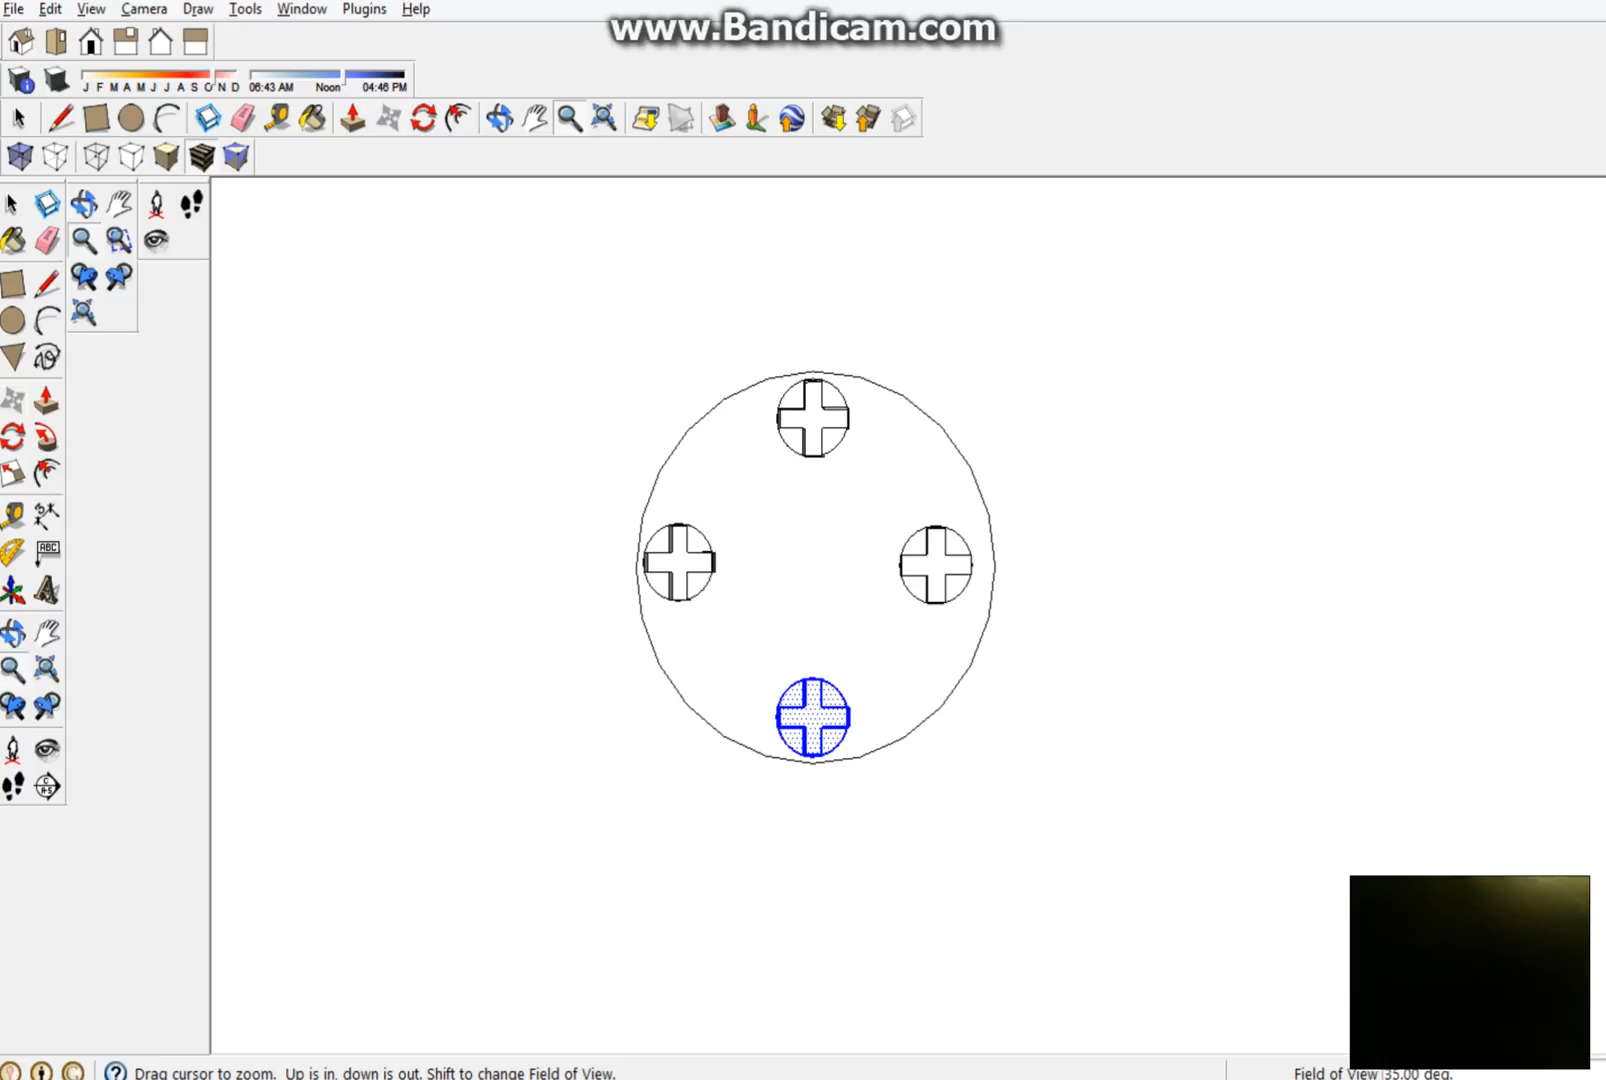 File Edit View Camera Draw Tools Window Plugins Help
www.Bandicam.com
J F M A M J J A S O N D 06:43 AM Noon 04:46 PM
ABC
A
C
A-5
Drag cursor to zoom. Up is in, down is out. Shift to change Field of View.
Field of View 35.00 deg.